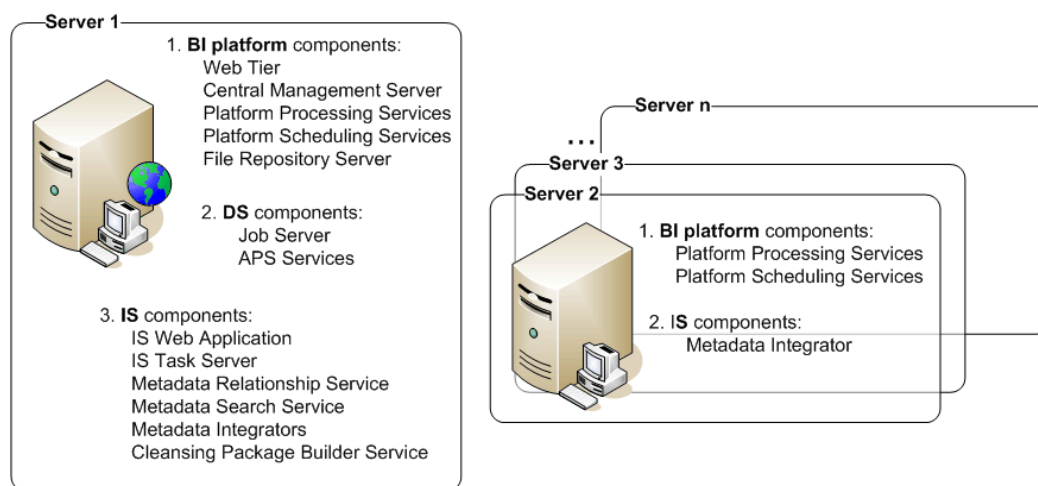 Server 1
1. BI platform components:
Web Tier
Central Management Server
Platform Processing Services
Platform Scheduling Services
File Repository Server
2. DS components:
Job Server
APS Services
3. IS components:
IS Web Application
IS Task Server
Metadata Relationship Service
Metadata Search Service
Metadata Integrators
Cleansing Package Builder Service
Server n
...
Server 3
Server 2
1. BI platform components:
Platform Processing Services
Platform Scheduling Services
2. IS components:
Metadata Integrator